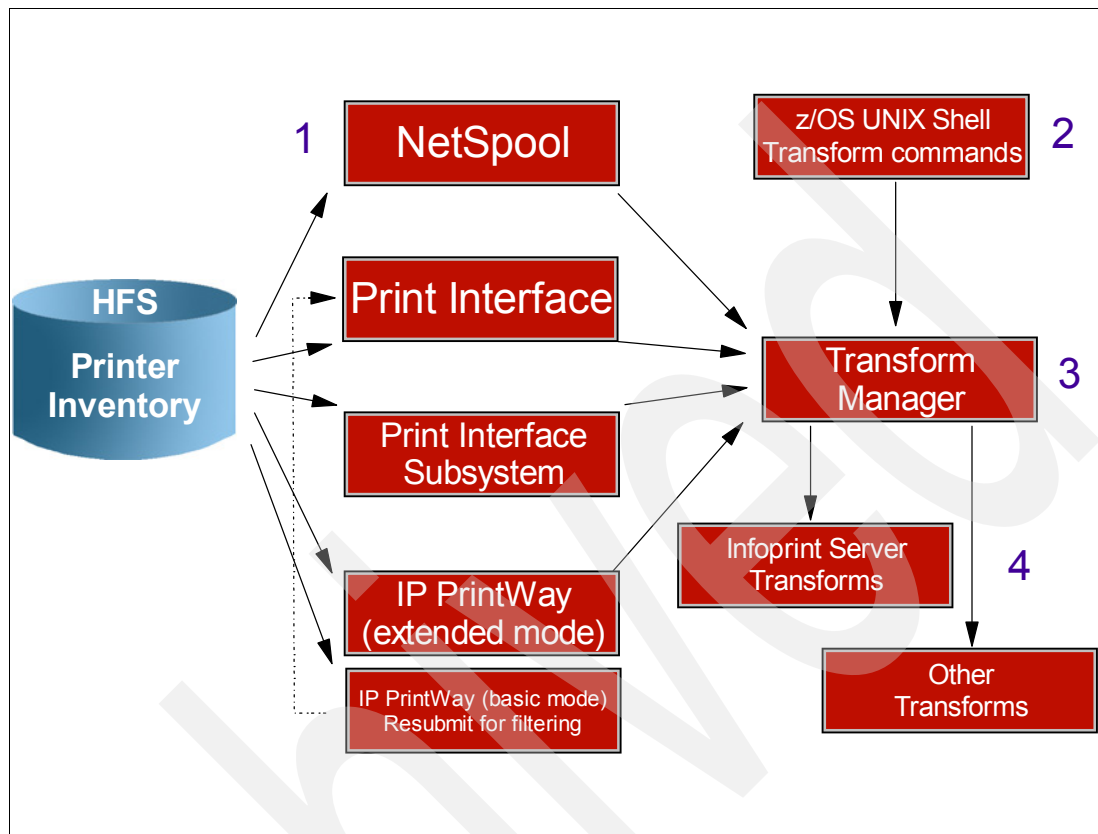 1
NetSpool
z/OS UNIX Shell
Transform commands
2
Print Interface
HFS
Printer
Inventory
Transform
Manager
3
Print Interface
Subsystem
Infoprint Server
Transforms
4
IP PrintWay
(extended mode)
IP PrintWay (basic mode)
Resubmit for filtering
Other
Transforms
hived